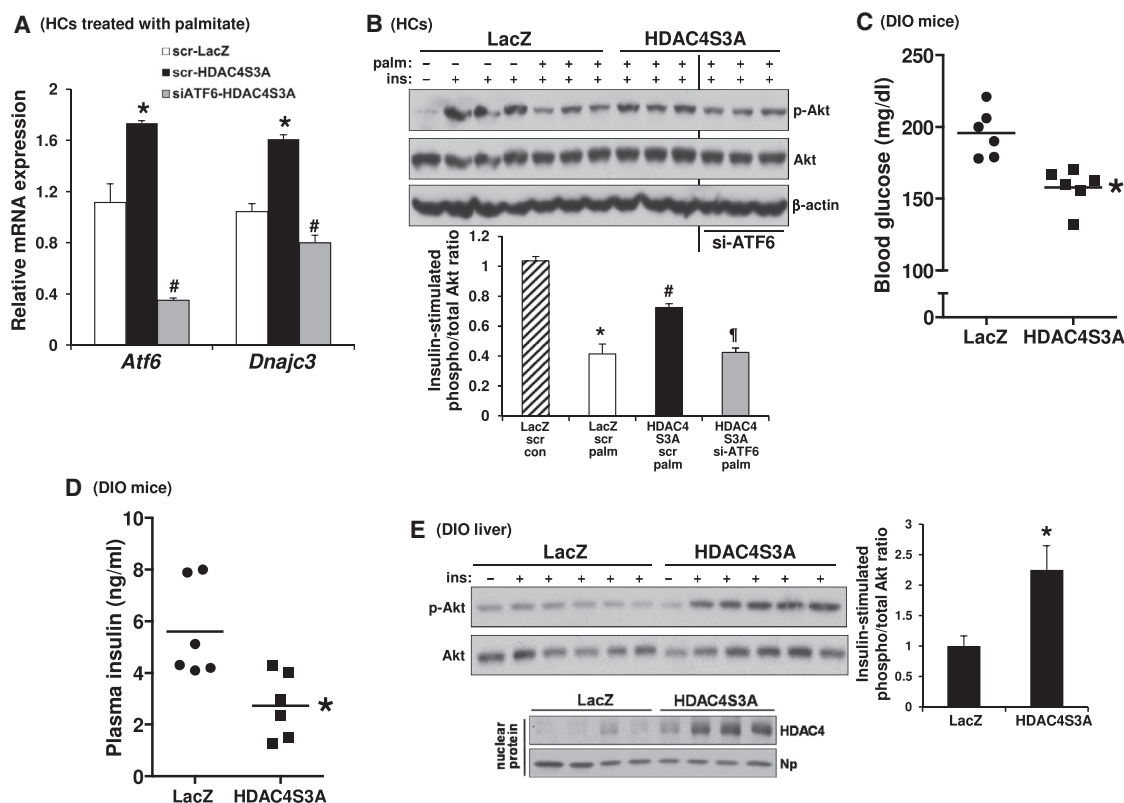 A (HCs treated with palmitate)
scr-LacZ
scr-HDAC4S3A
siATF6-HDAC4S3A
Relative mRNA expression
2
1.6
1.2
0.8
0.4
0
*
#
*
#
Atf6
Dnajc3
B (HCs)
LacZ HDAC4S3A
palm: - - - - + + + + + + + + +
ins: - + + + + + + + + + + + +
p-Akt
Akt
β-actin
si-ATF6
Insulin-stimulated
phospho/total Akt ratio
1.2
1
0.8
0.6
0.4
0.2
0
*
#
¶
LacZ
scr
con
LacZ
scr
palm
HDAC4
S3A
scr
palm
HDAC4
S3A
si-ATF6
palm
C (DIO mice)
Blood glucose (mg/dl)
250
200
150
100
0
*
LacZ HDAC4S3A
D (DIO mice)
Plasma insulin (ng/ml)
10
8
6
4
2
0
*
LacZ HDAC4S3A
E (DIO liver)
LacZ HDAC4S3A
ins: - + + + + + - + + + + +
p-Akt
Akt
LacZ HDAC4S3A
nuclear
protein
HDAC4
Np
Insulin-stimulated
phospho/total Akt ratio
3
2.5
2
1.5
1
0.5
0
*
LacZ HDAC4S3A